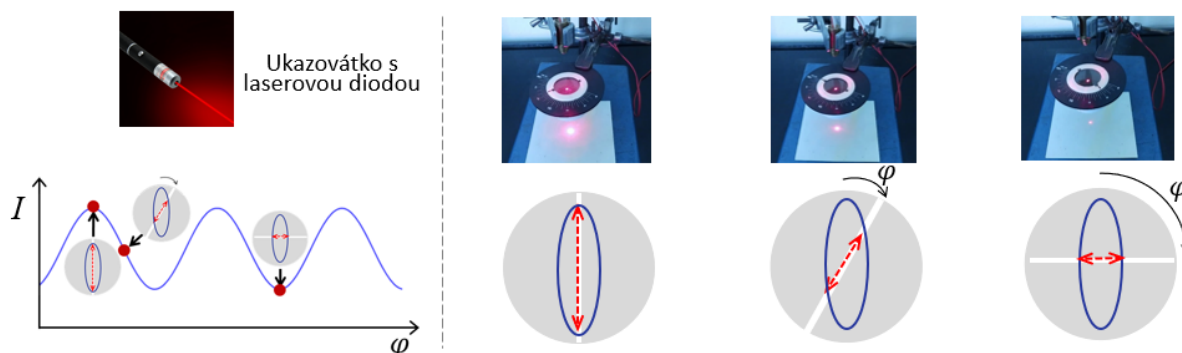 Ukazovátko s
laserovou diodou
I
φ
φ
φ